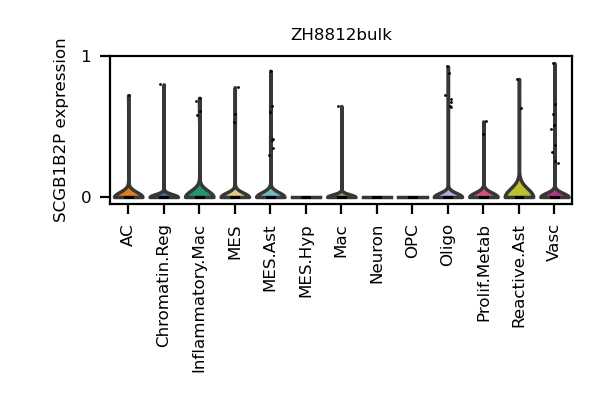 ZH8812bulk
SCGB1B2P expression
1
0
AC
Chromatin.Reg
Inflammatory.Mac
MES
MES.Ast
MES.Hyp
Mac
Neuron
OPC
Oligo
Prolif.Metab
Reactive.Ast
Vasc